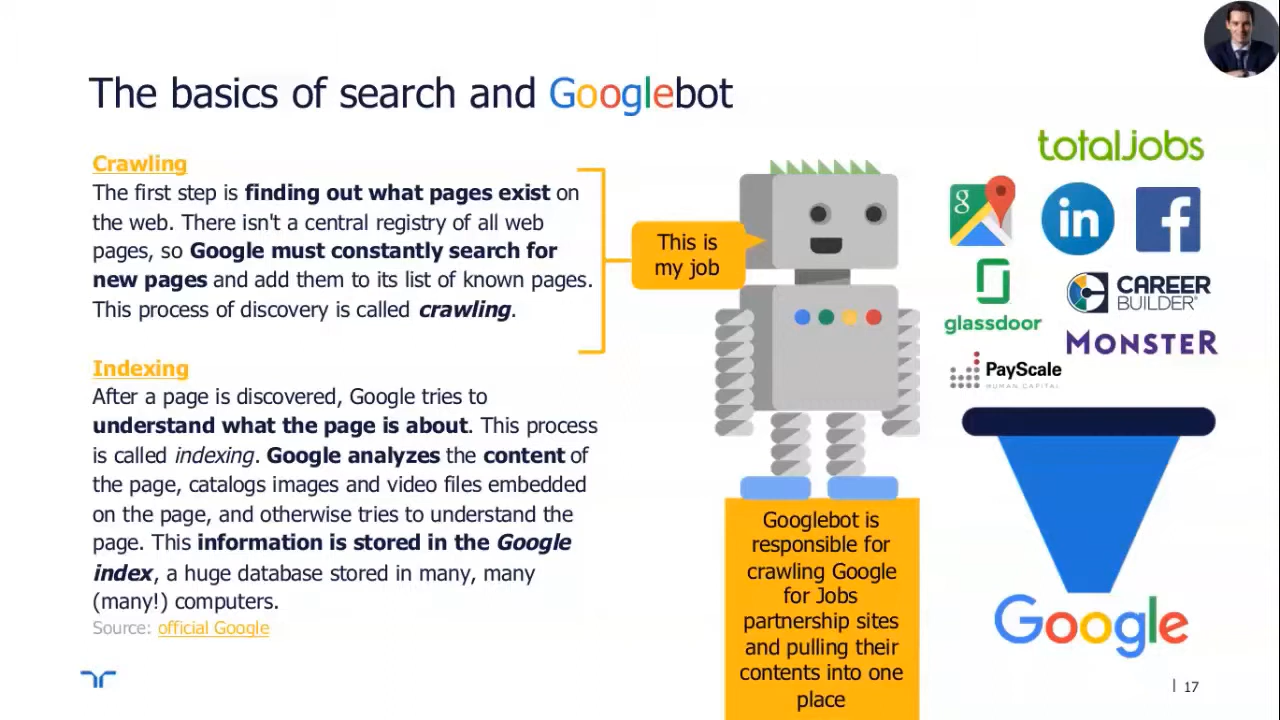 The basics of search and Googlebot
Crawling
The first step is finding out what pages exist on
the web. There isn't a central registry of all web
pages, so Google must constantly search for
new pages and add them to its list of known pages.
This process of discovery is called crawling.
Indexing
After a page is discovered, Google tries to
understand what the page is about. This process
is called indexing. Google analyzes the content of
the page, catalogs images and video files embedded
on the page, and otherwise tries to understand the
page. This information is stored in the Google
index, a huge database stored in many, many
(many!) computers.
Source: official Google
This is
my job
Googlebot is
responsible for
crawling Google
for Jobs
partnership sites
and pulling their
contents into one
place
totaljobs
g
in
f
glassdoor
CAREER
BUILDER®
MONSTER
PayScale
HUMAN CAPITAL
Google
| 17